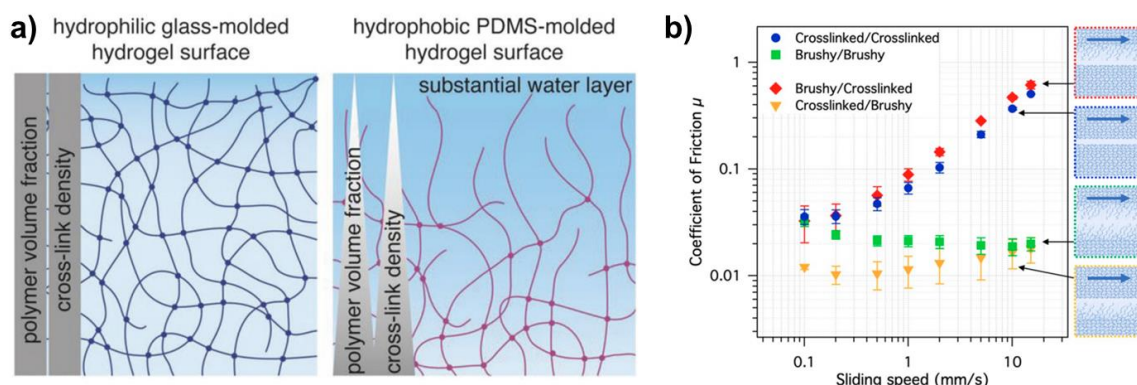 a)
hydrophilic glass-molded
hydrogel surface
polymer volume fraction
cross-link density
hydrophobic PDMS-molded
hydrogel surface
substantial water layer
polymer volume fraction
cross-link density
b)
Crosslinked/Crosslinked
Brushy/Brushy
Brushy/Crosslinked
Crosslinked/Brushy
Coefficient of Friction μ
1
0.1
0.01
0.1
1
10
Sliding speed (mm/s)